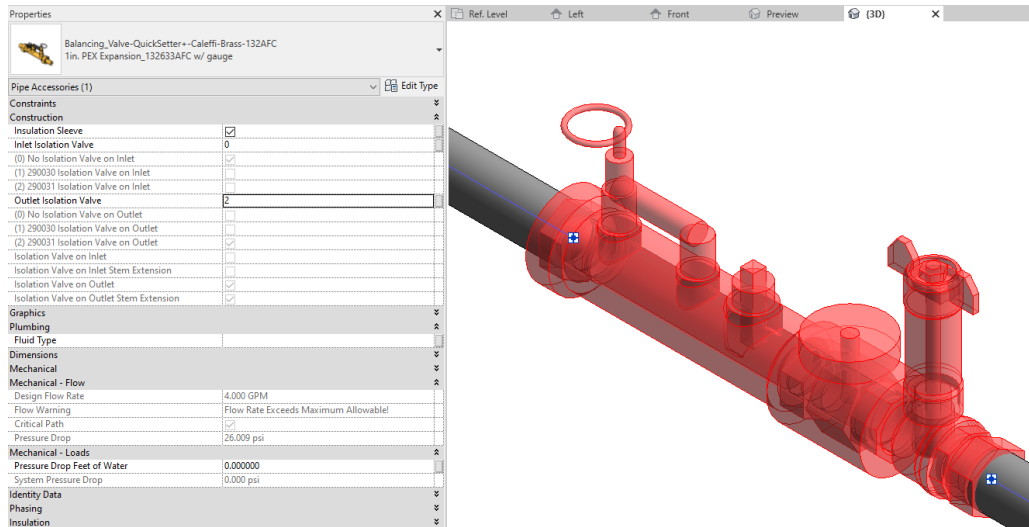 Properties
Balancing_Valve-QuickSetter+-Caleffi-Brass-132AFC
1in. PEX Expansion_132633AFC w/ gauge
Pipe Accessories (1)
Edit Type
Constraints
Construction
Insulation Sleeve
Inlet Isolation Valve 0
(0) No Isolation Valve on Inlet
(1) 290030 Isolation Valve on Inlet
(2) 290031 Isolation Valve on Inlet
Outlet Isolation Valve 2
(0) No Isolation Valve on Outlet
(1) 290030 Isolation Valve on Outlet
(2) 290031 Isolation Valve on Outlet
Isolation Valve on Inlet
Isolation Valve on Inlet Stem Extension
Isolation Valve on Outlet
Isolation Valve on Outlet Stem Extension
Graphics
Plumbing
Fluid Type
Dimensions
Mechanical
Mechanical - Flow
Design Flow Rate 4.000 GPM
Flow Warning Flow Rate Exceeds Maximum Allowable!
Critical Path
Pressure Drop 26.009 psi
Mechanical - Loads
Pressure Drop Feet of Water 0.000000
System Pressure Drop 0.000 psi
Identity Data
Phasing
Insulation
Ref. Level
Left
Front
Preview
{3D}